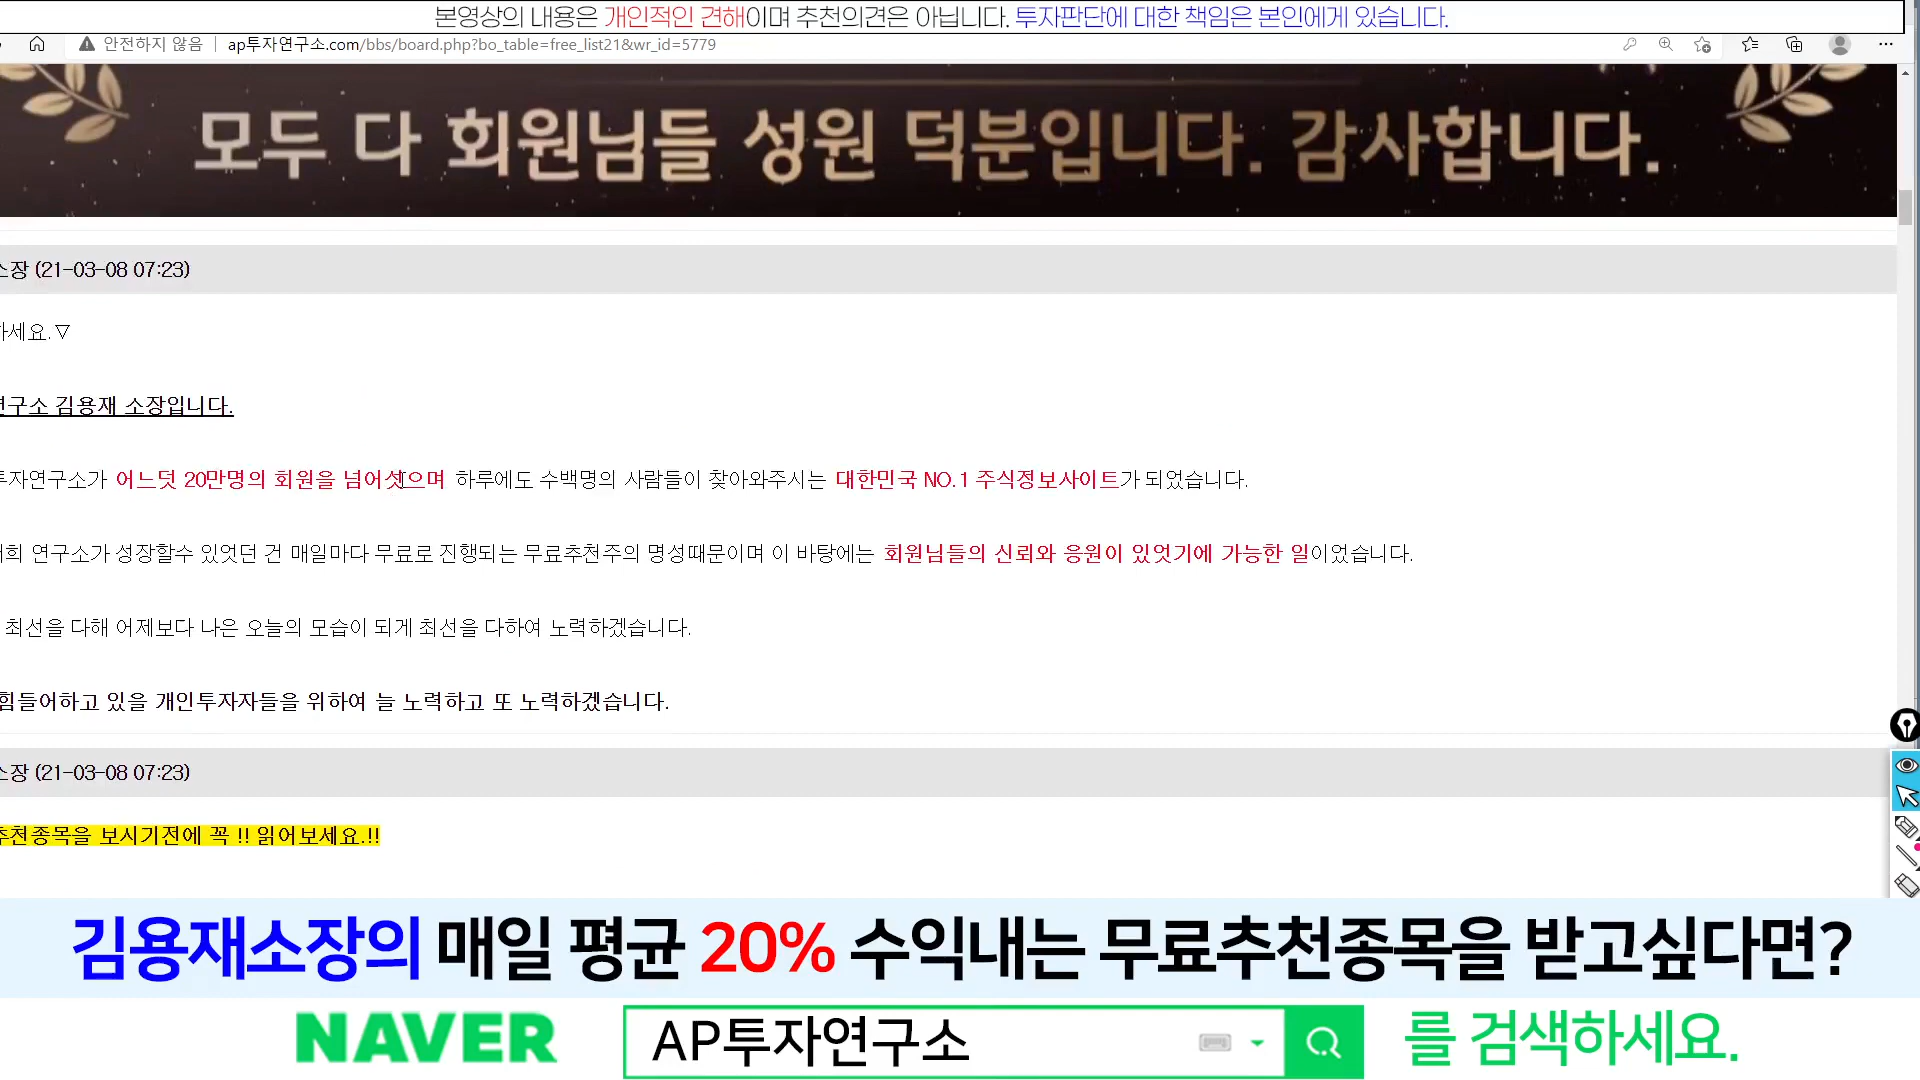 본영상의 내용은 개인적인 견해이며 추천의견은 아닙니다. 투자판단에 대한 책임은 본인에게 있습니다.
안전하지 않음 | ap투자연구소.com/bbs/board.php?bo_table=free_list21&wr_id=5779
모두 다 회원님들 성원 덕분입니다. 감사합니다.
소장 (21-03-08 07:23)
하세요.▽
연구소 김용재 소장입니다.
투자연구소가 어느덧 20만명의 회원을 넘어섯으며 하루에도 수백명의 사람들이 찾아와주시는 대한민국 NO.1 주식정보사이트가 되었습니다.
저희 연구소가 성장할수 있엇던 건 매일마다 무료로 진행되는 무료추천주의 명성때문이며 이 바탕에는 회원님들의 신뢰와 응원이 있엇기에 가능한 일이었습니다.
최선을 다해 어제보다 나은 오늘의 모습이 되게 최선을 다하여 노력하겠습니다.
힘들어하고 있을 개인투자자들을 위하여 늘 노력하고 또 노력하겠습니다.
소장 (21-03-08 07:23)
추천종목을 보시기전에 꼭 !! 읽어보세요.!!
김용재소장의 매일 평균 20% 수익내는 무료추천종목을 받고싶다면?
NAVER AP투자연구소 를 검색하세요.